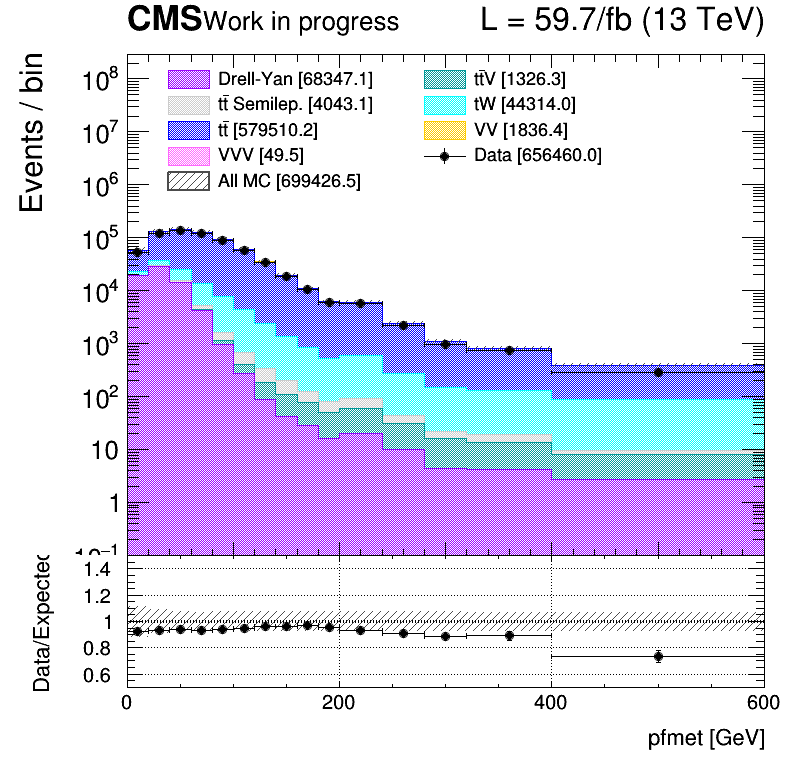 CMS Work in progress L = 59.7/fb (13 TeV)
Events / bin
Drell-Yan [68347.1] tt̄V [1326.3]
tt̄ Semilep. [4043.1] tW [44314.0]
tt̄ [579510.2] VV [1836.4]
VVV [49.5] Data [656460.0]
All MC [699426.5]
10⁸
10⁷
10⁶
10⁵
10⁴
10³
10²
10
1
10⁻¹
Data/Expected
1.4
1.2
1
0.8
0.6
0 200 400 600
pfmet [GeV]